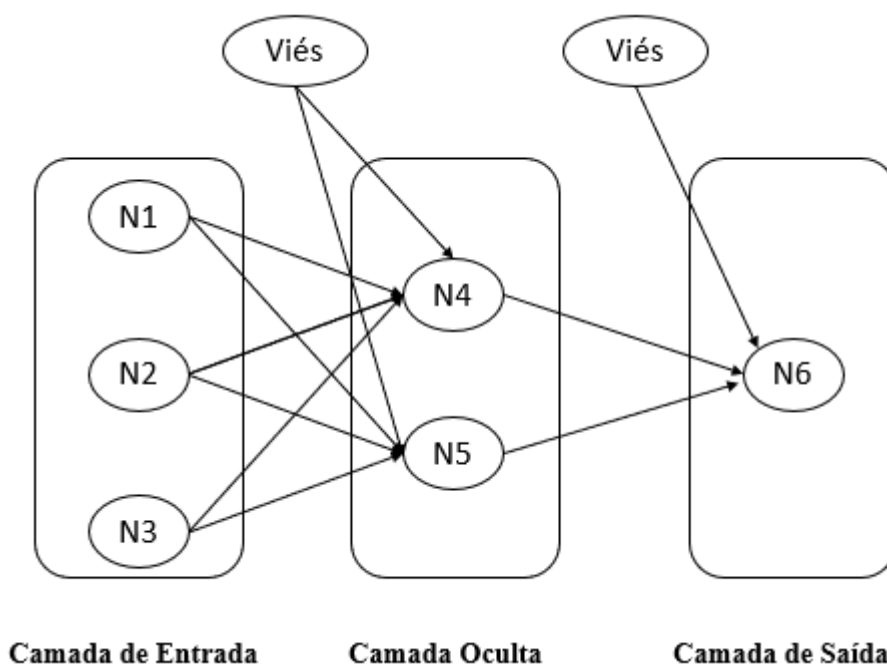 Viés
Viés
N1
N4
N2
N6
N5
N3
Camada de Entrada
Camada Oculta
Camada de Saída